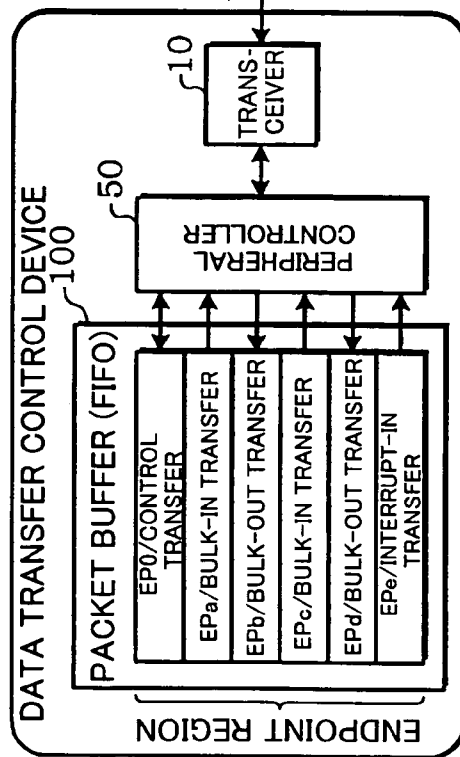 DATA TRANSFER CONTROL DEVICE
100
PACKET BUFFER (FIFO)
EP0/CONTROL
TRANSFER
EPa/BULK-IN TRANSFER
EPb/BULK-OUT TRANSFER
EPc/BULK-IN TRANSFER
EPd/BULK-OUT TRANSFER
EPe/INTERRUPT-IN
TRANSFER
ENDPOINT REGION
50
PERIPHERAL
CONTROLLER
10
TRANS-
CEIVER